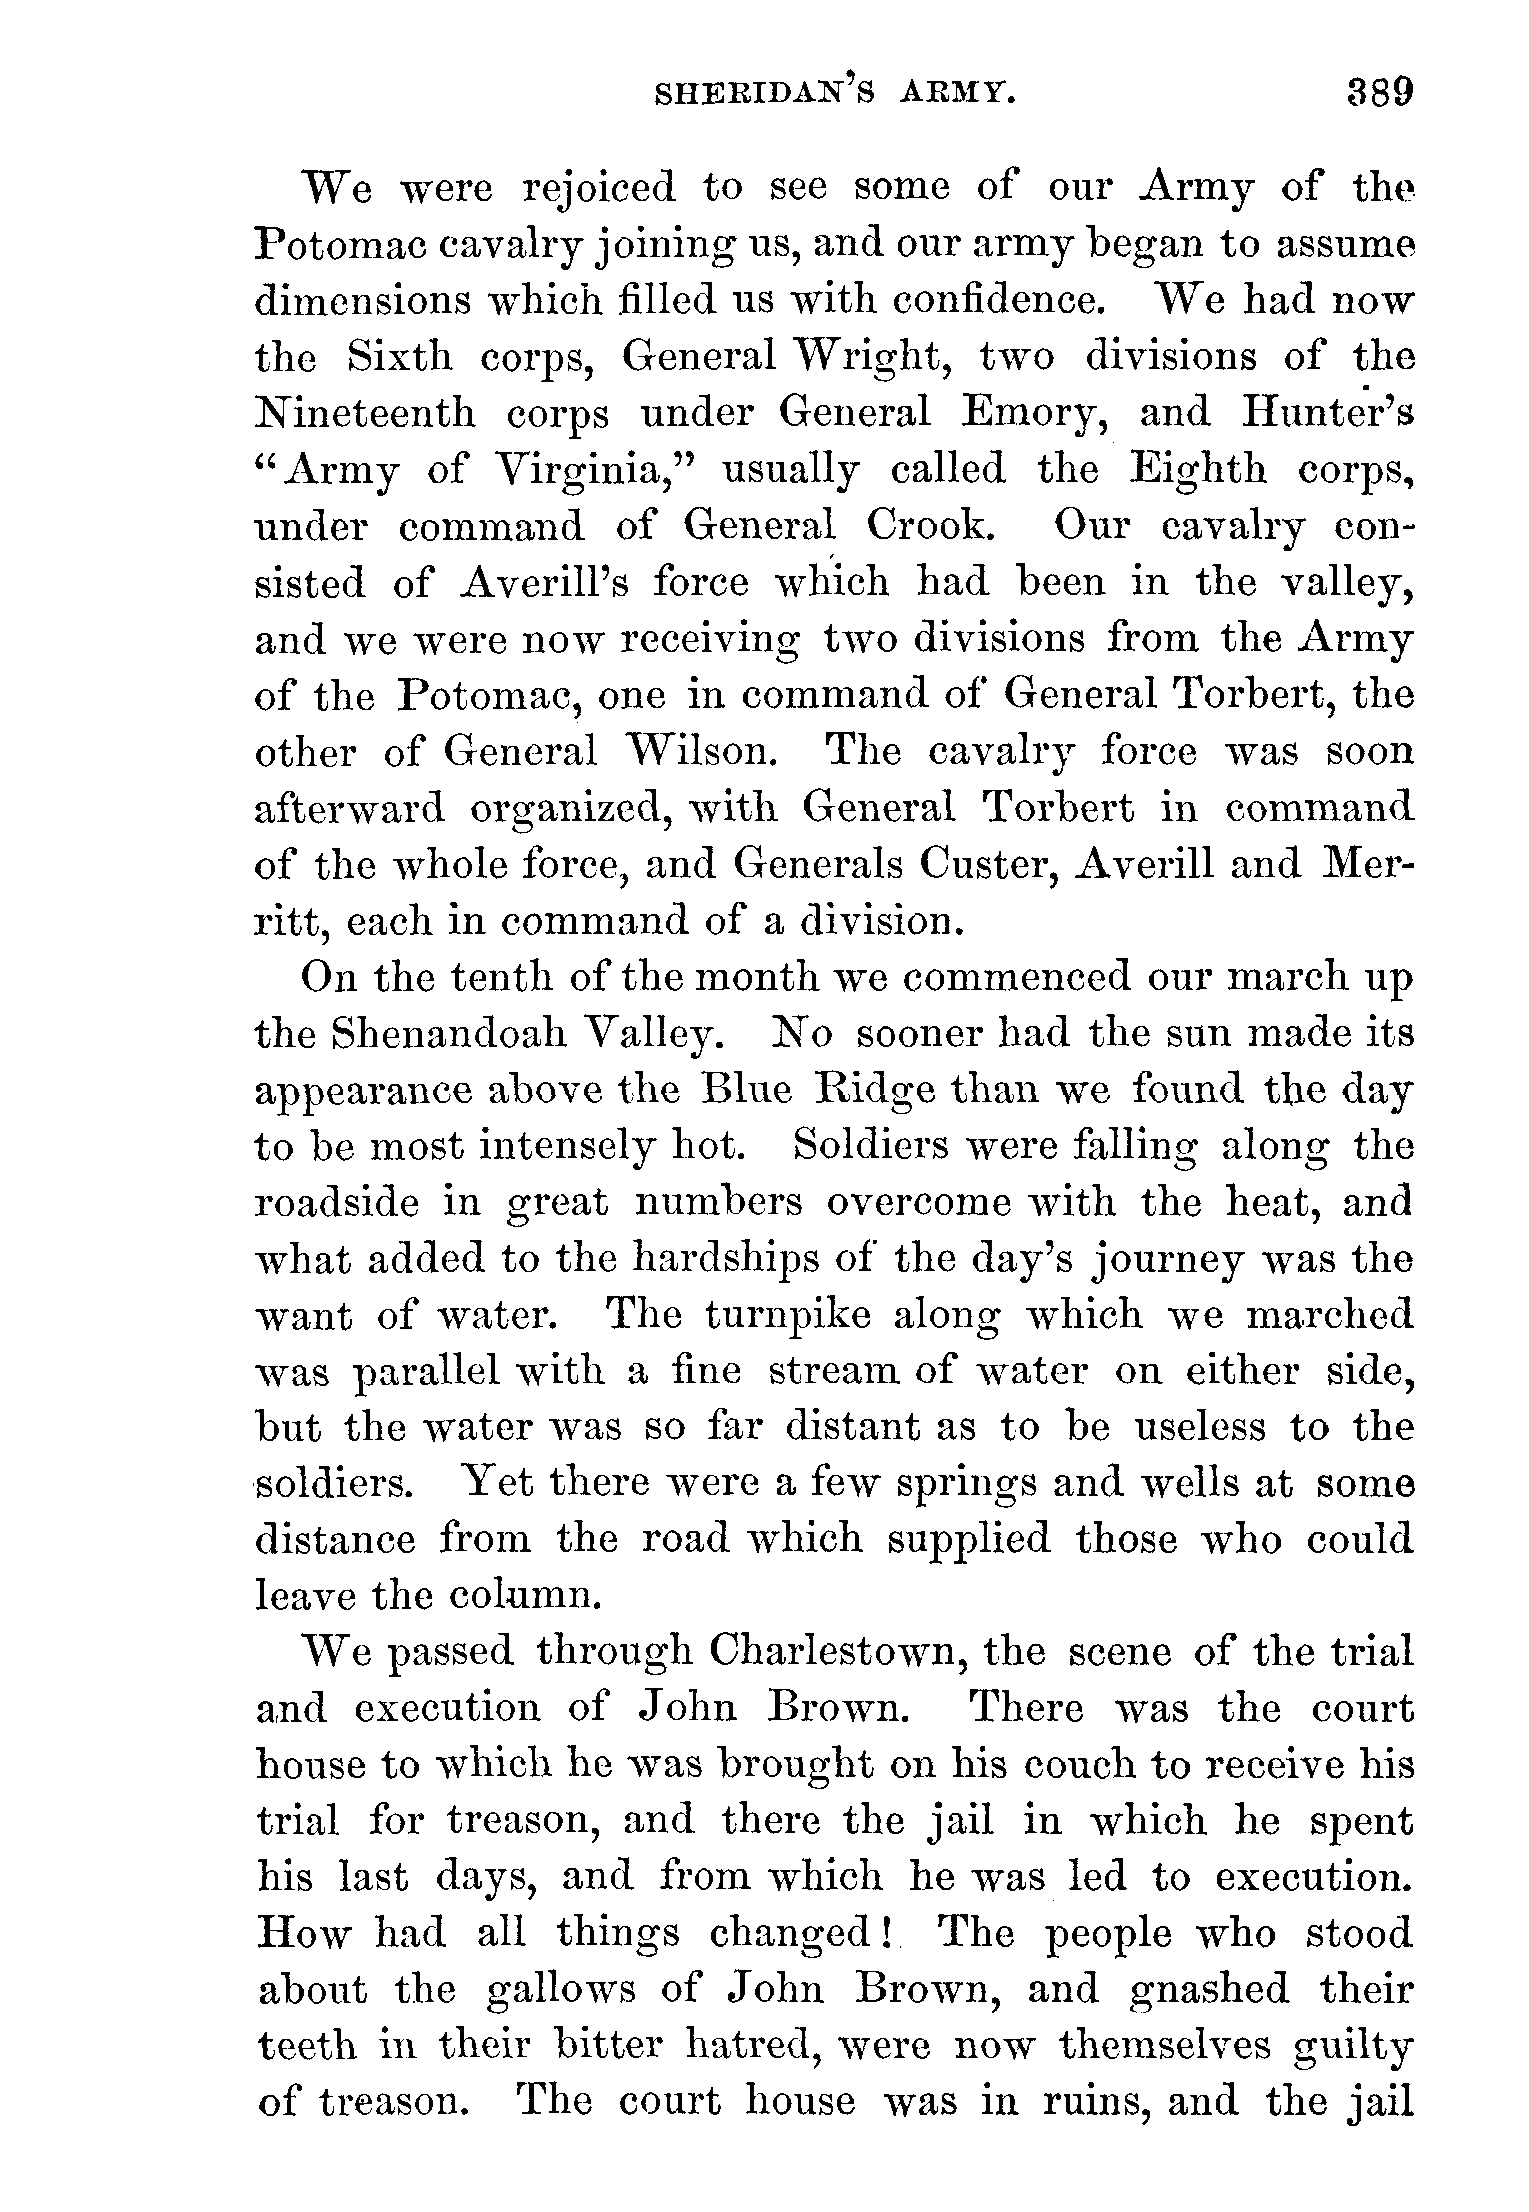 SHERIDAN'S ARMY. 389
We were rejoiced to see some of our Army of the
Potomac cavalry joining us, and our army began to assume
dimensions which filled us with confidence. We had now
the Sixth corps, General Wright, two divisions of the
Nineteenth corps under General Emory, and Hunter's
"Army of Virginia," usually called the Eighth corps,
under command of General Crook. Our cavalry con-
sisted of Averill's force which had been in the valley,
and we were now receiving two divisions from the Army
of the Potomac, one in command of General Torbert, the
other of General Wilson. The cavalry force was soon
afterward organized, with General Torbert in command
of the whole force, and Generals Custer, Averill and Mer-
ritt, each in command of a division.
On the tenth of the month we commenced our march up
the Shenandoah Valley. No sooner had the sun made its
appearance above the Blue Ridge than we found the day
to be most intensely hot. Soldiers were falling along the
roadside in great numbers overcome with the heat, and
what added to the hardships of the day's journey was the
want of water. The turnpike along which we marched
was parallel with a fine stream of water on either side,
but the water was so far distant as to be useless to the
soldiers. Yet there were a few springs and wells at some
distance from the road which supplied those who could
leave the column.
We passed through Charlestown, the scene of the trial
and execution of John Brown. There was the court
house to which he was brought on his couch to receive his
trial for treason, and there the jail in which he spent
his last days, and from which he was led to execution.
How had all things changed! The people who stood
about the gallows of John Brown, and gnashed their
teeth in their bitter hatred, were now themselves guilty
of treason. The court house was in ruins, and the jail